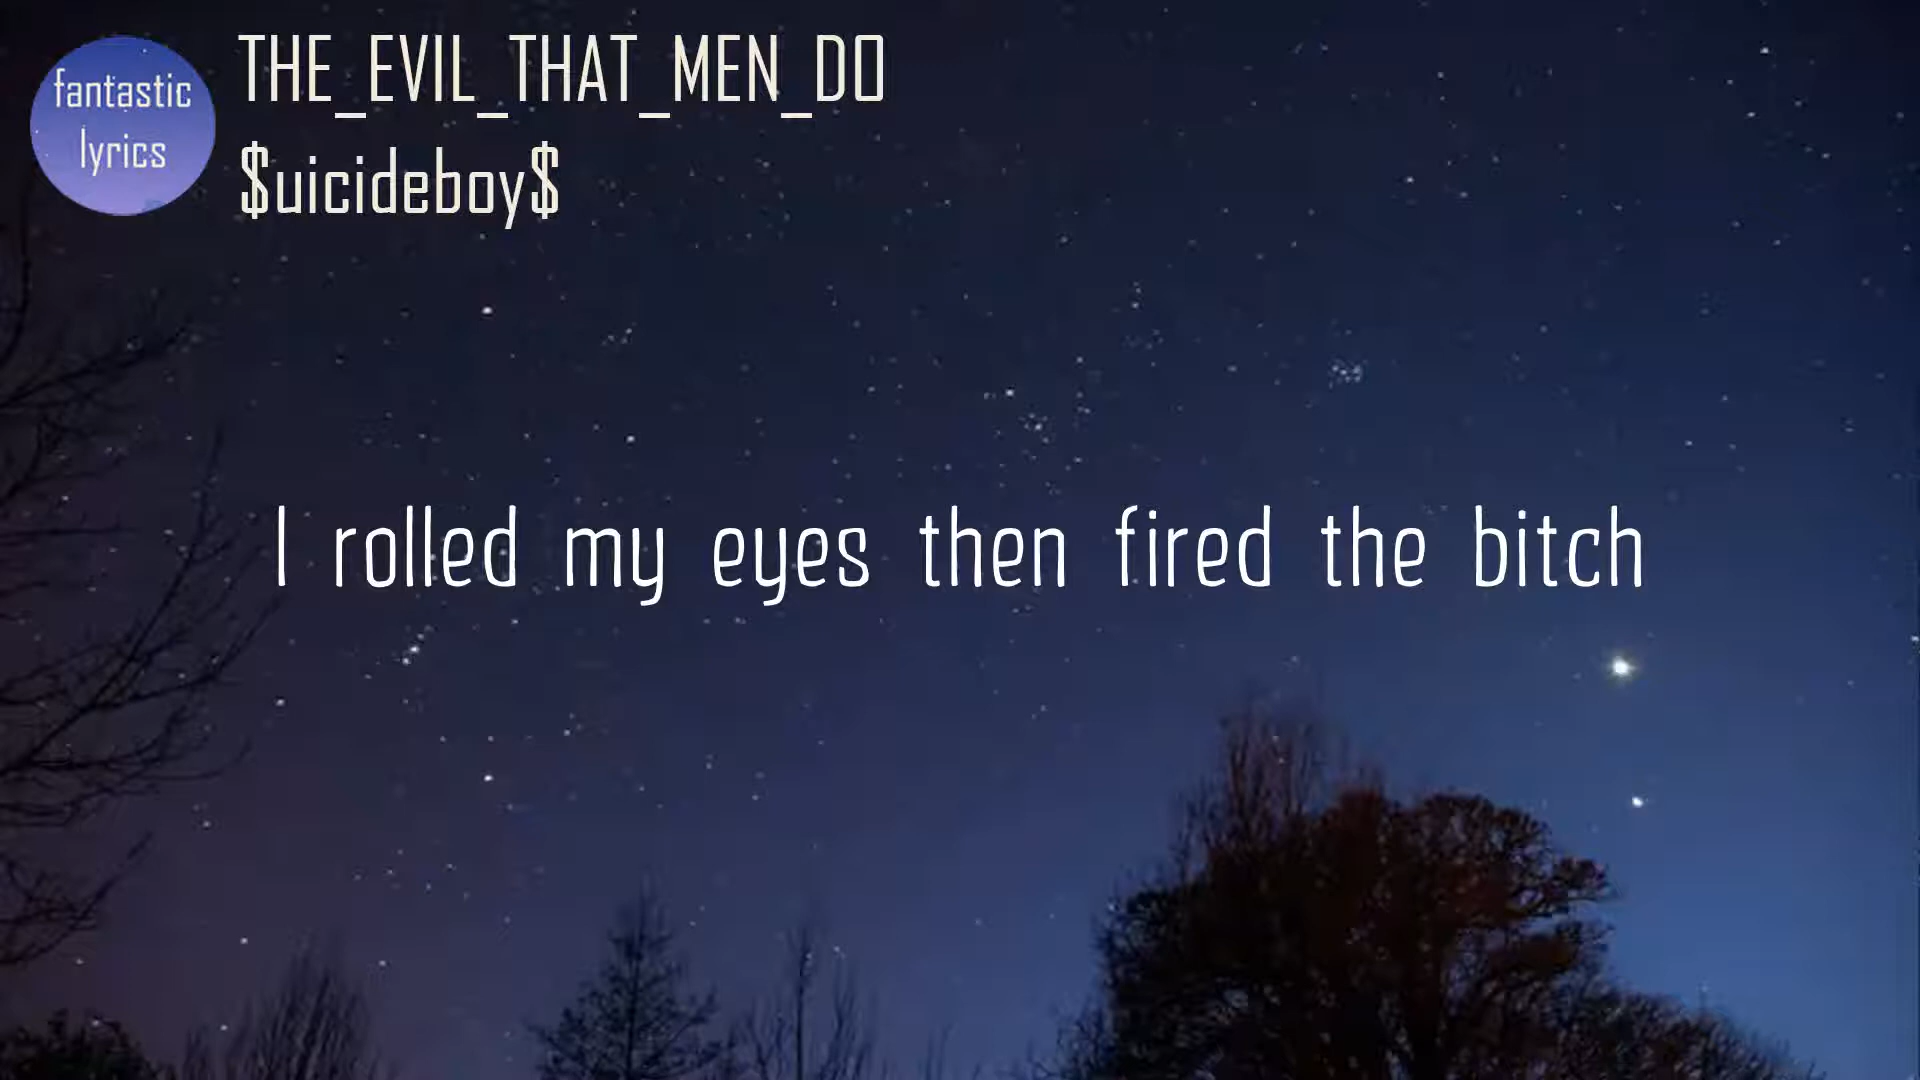 fantastic
lyrics
THE_EVIL_THAT_MEN_DO
$uicideboy$
I rolled my eyes then fired the bitch